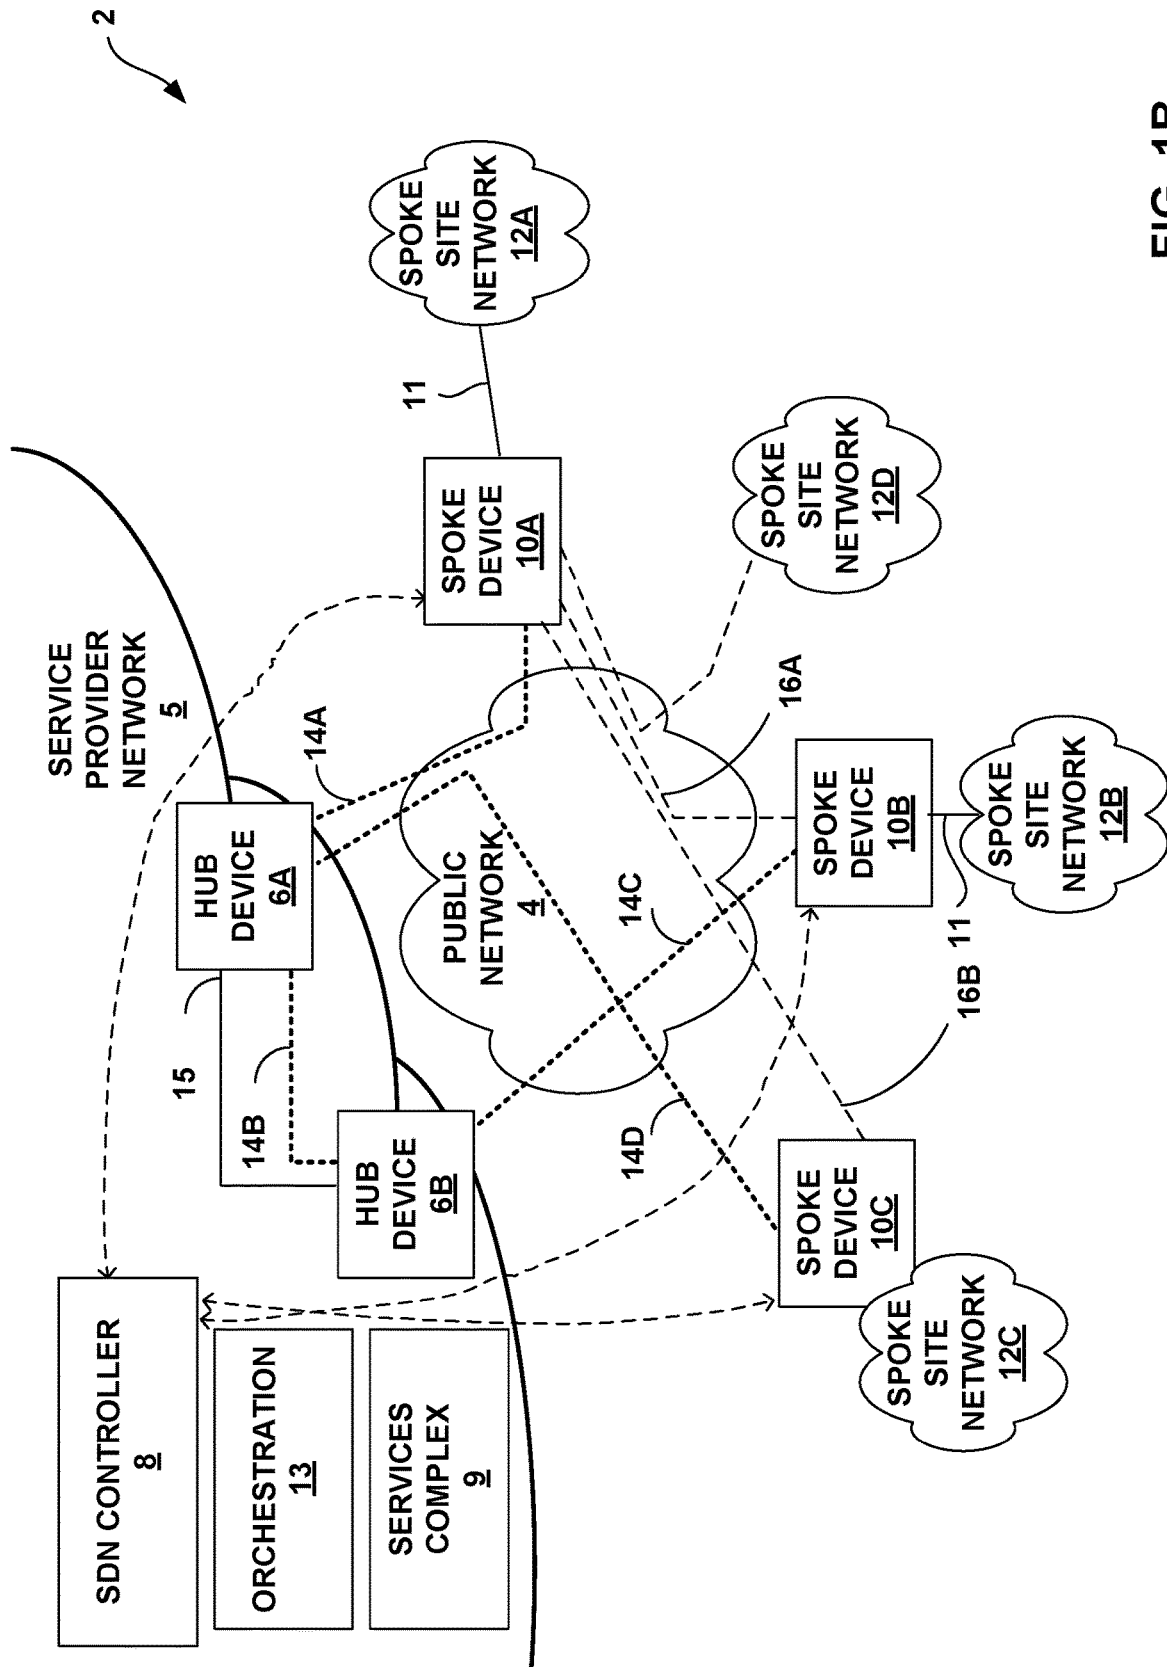 2
SERVICE
PROVIDER
NETWORK
5
SDN CONTROLLER
8
ORCHESTRATION
13
SERVICES
COMPLEX
9
15
HUB
DEVICE
6A
14B
HUB
DEVICE
6B
14A
PUBLIC
NETWORK
4
14C
14D
SPOKE
DEVICE
10A
11
SPOKE
SITE
NETWORK
12A
SPOKE
SITE
NETWORK
12D
16A
SPOKE
DEVICE
10B
11
SPOKE
SITE
NETWORK
12B
16B
SPOKE
DEVICE
10C
SPOKE
SITE
NETWORK
12C
FIG. 1B